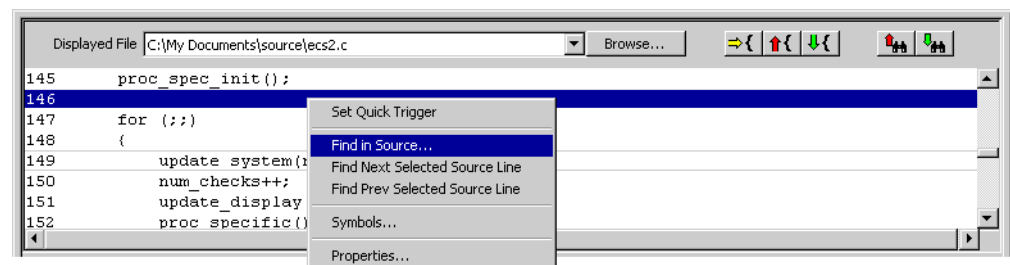 Displayed File C:\My Documents\source\ecs2.c Browse... { { {
145 proc_spec_init();
146
147 for (;;)
148 {
149 update_system(
150 num_checks++;
151 update_display
152 proc_specific()
Set Quick Trigger
Find in Source...
Find Next Selected Source Line
Find Prev Selected Source Line
Symbols...
Properties...